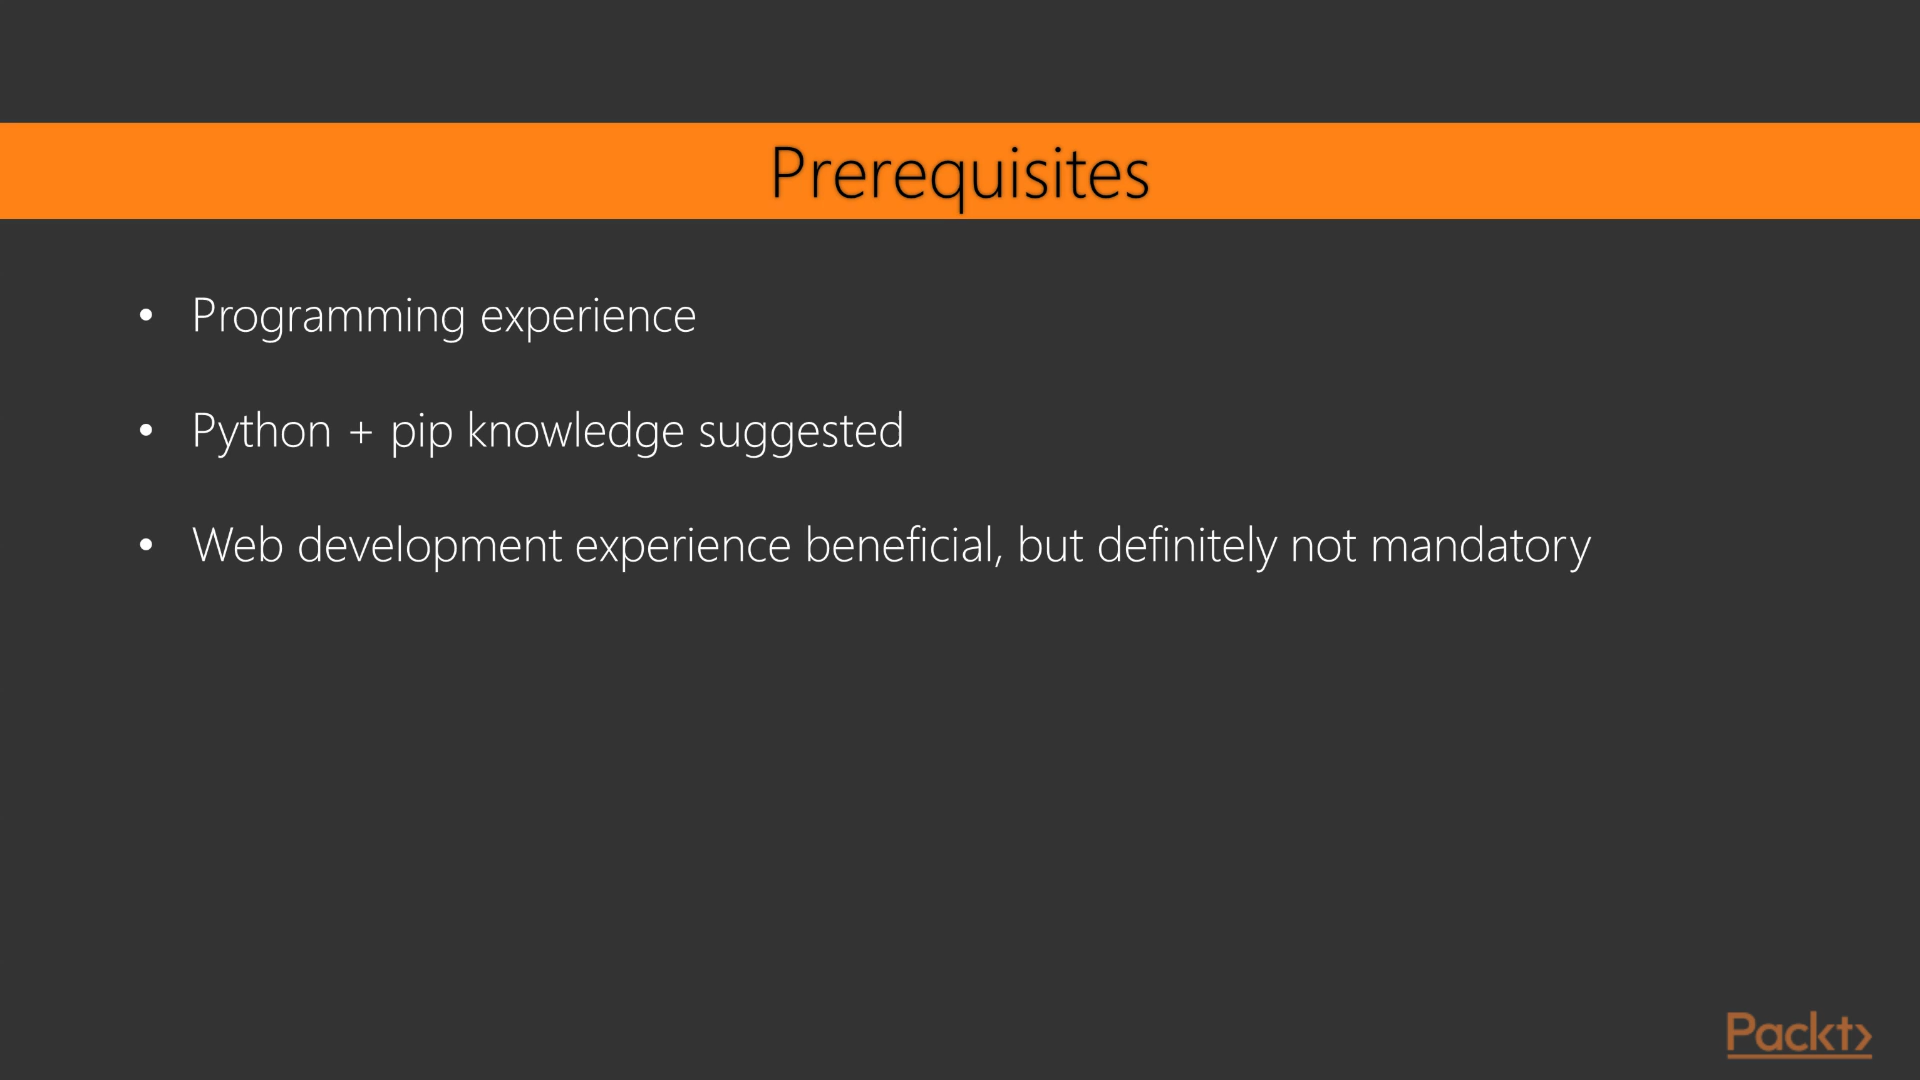 Prerequisites
• Programming experience
• Python + pip knowledge suggested
• Web development experience beneficial, but definitely not mandatory
Packt>